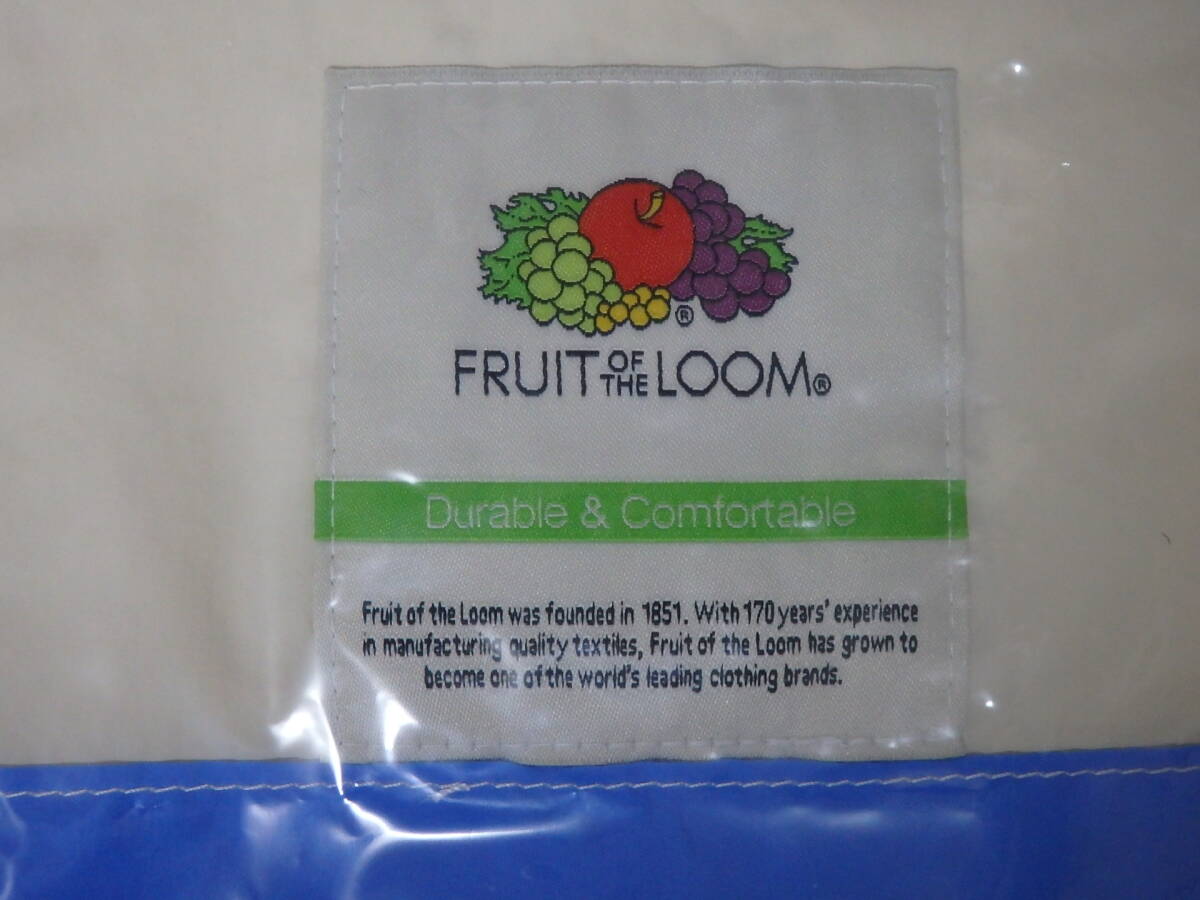 ®
FRUIT OF THE LOOM®
Durable & Comfortable
Fruit of the Loom was founded in 1851. With 170 years' experience
in manufacturing quality textiles, Fruit of the Loom has grown to
become one of the world's leading clothing brands.